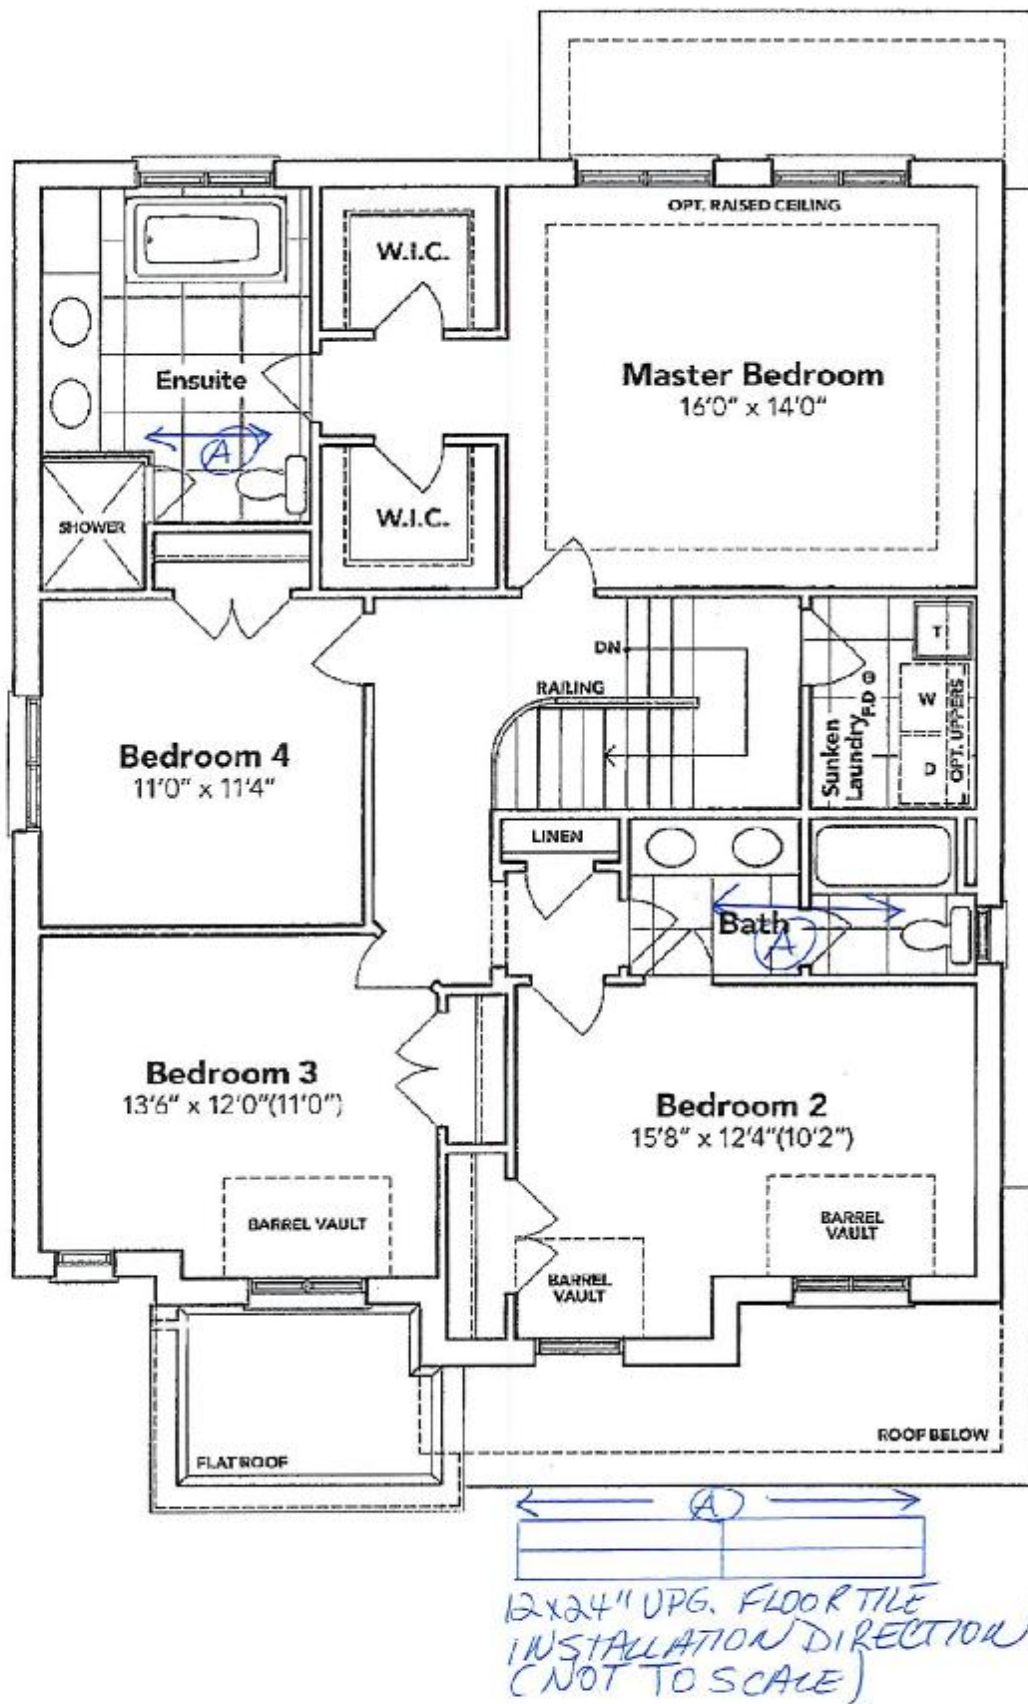 OPT. RAISED CEILING
W.I.C.
Master Bedroom
16'0" x 14'0"
Ensuite
A
W.I.C.
SHOWER
DN
RAILING
T
W
D
OPT. UPPERS
F.D
Sunken
Laundry
Bedroom 4
11'0" x 11'4"
LINEN
Bath
A
Bedroom 3
13'6" x 12'0"(11'0")
Bedroom 2
15'8" x 12'4"(10'2")
BARREL VAULT
BARREL
VAULT
BARREL
VAULT
ROOF BELOW
FLAT ROOF
A
12x24" UPG. FLOOR TILE
INSTALLATION DIRECTION
(NOT TO SCALE)